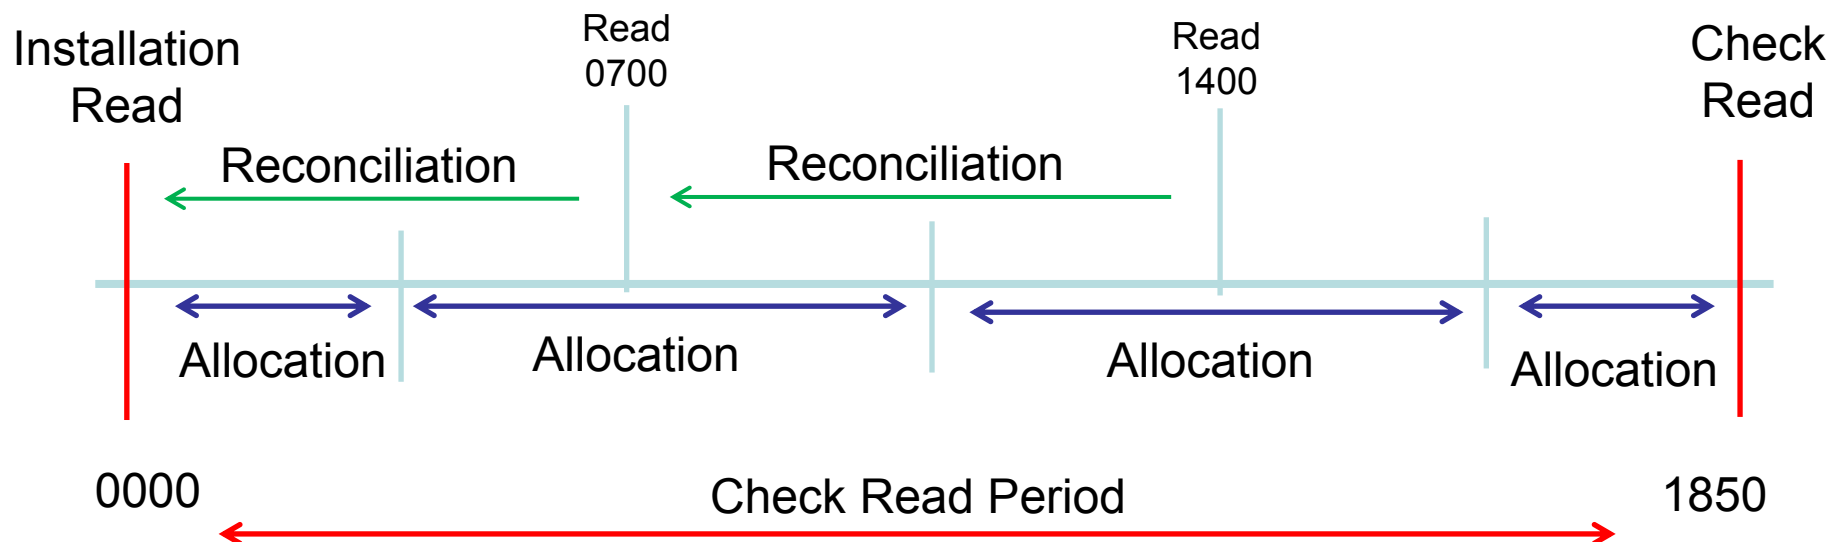 Installation
Read
Read
0700
Read
1400
Check
Read
Reconciliation
Reconciliation
Allocation
Allocation
Allocation
Allocation
0000
Check Read Period
1850